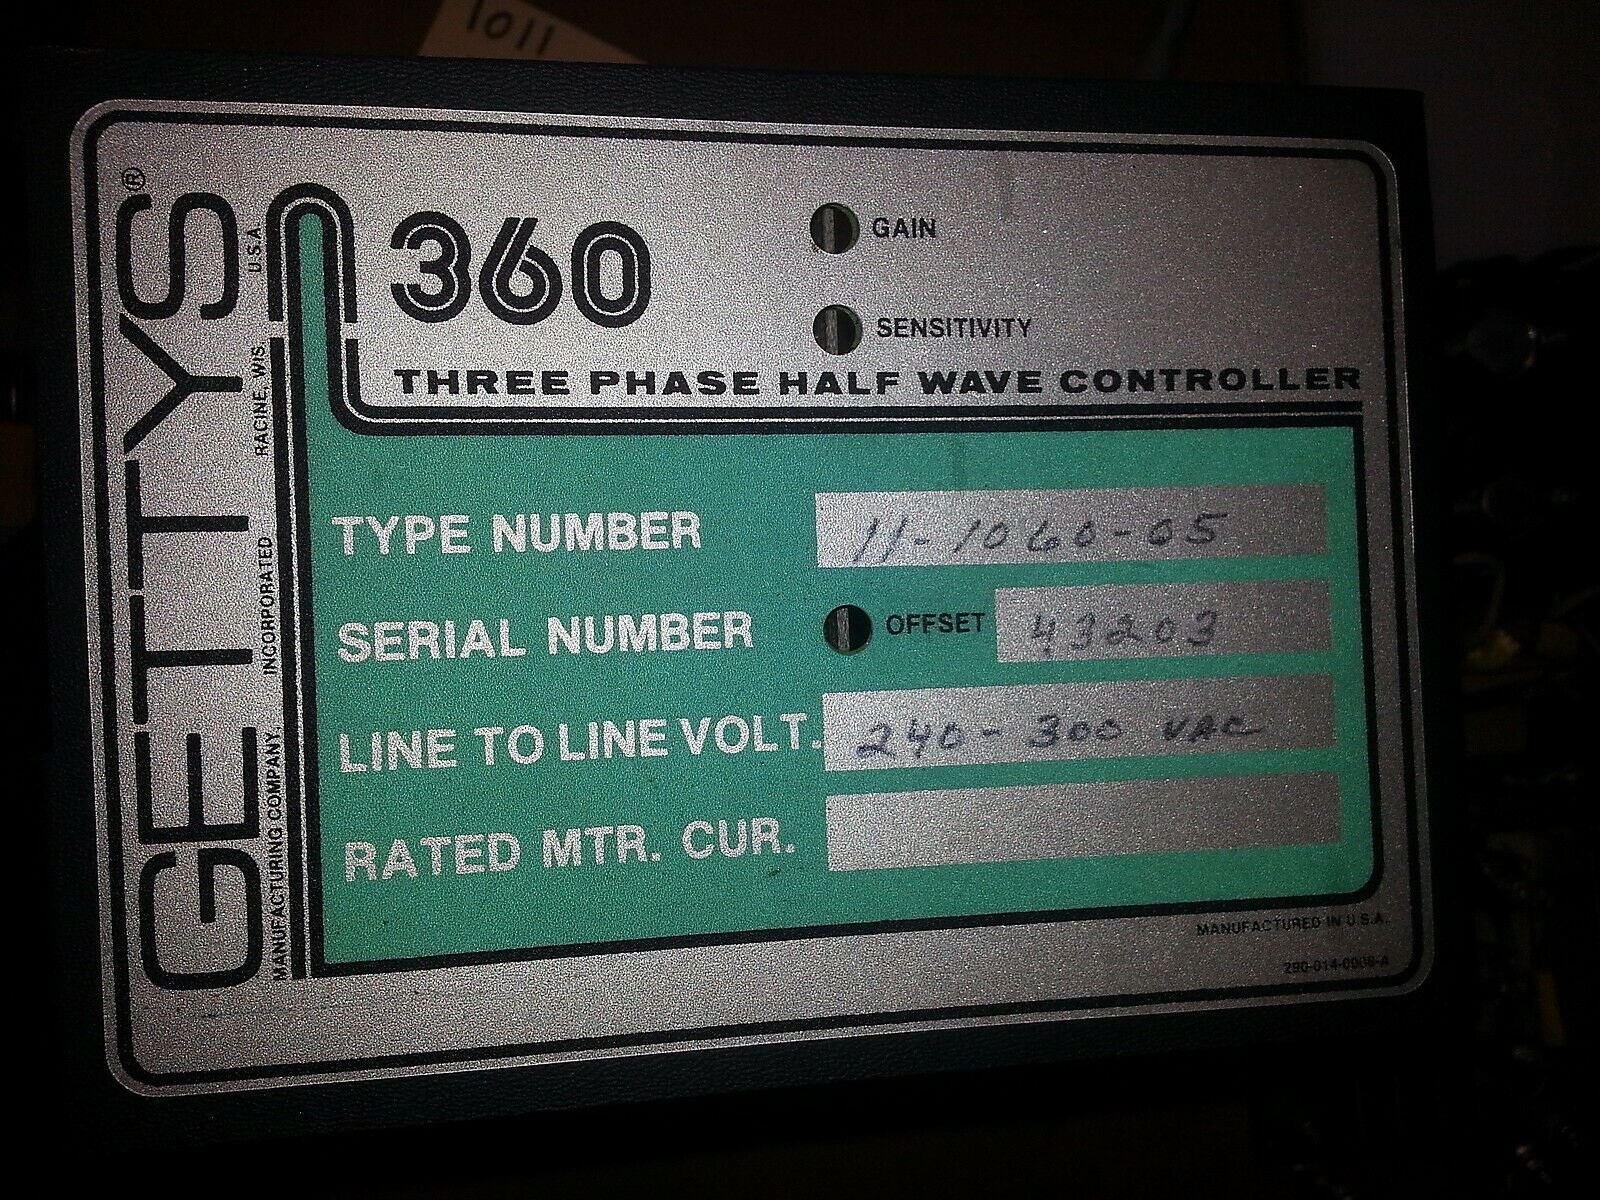 1011
GETTYS®
MANUFACTURING COMPANY, INCORPORATED RACINE, WIS. U.S.A.
360
GAIN
SENSITIVITY
THREE PHASE HALF WAVE CONTROLLER
TYPE NUMBER 11-1060-05
SERIAL NUMBER OFFSET 43203
LINE TO LINE VOLT. 240-300 VAC
RATED MTR. CUR.
MANUFACTURED IN U.S.A.